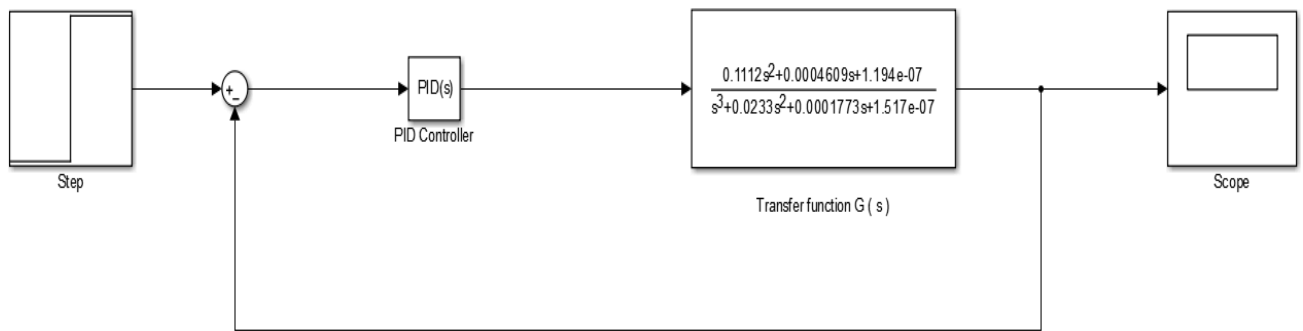 +
−
PID(s)
0.1112s²+0.0004609s+1.194e-07
s³+0.0233s²+0.0001773s+1.517e-07
PID Controller
Step
Scope
Transfer function G ( s )